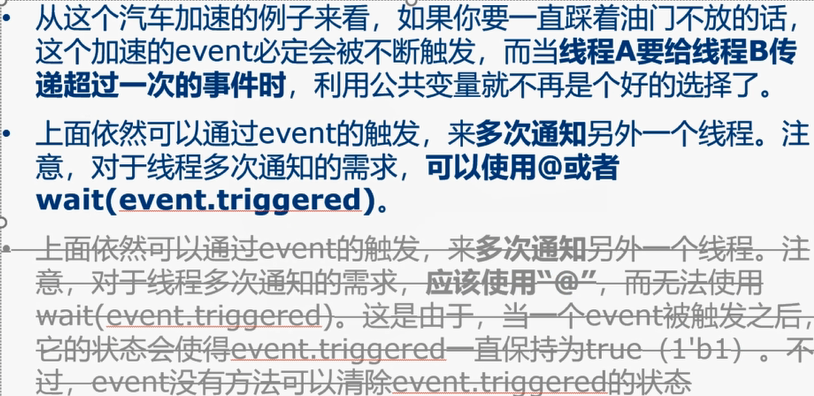 • 从这个汽车加速的例子来看，如果你要一直踩着油门不放的话，
这个加速的event必定会被不断触发，而当线程A要给线程B传
递超过一次的事件时，利用公共变量就不再是个好的选择了。
• 上面依然可以通过event的触发，来多次通知另外一个线程。注
意，对于线程多次通知的需求，可以使用@或者
wait(event.triggered)。
• 上面依然可以通过event的触发，来多次通知另外一个线程。注
意，对于线程多次通知的需求，应该使用“@”，而无法使用
wait(event.triggered)。这是由于，当一个event被触发之后，
它的状态会使得event.triggered一直保持为true（1'b1）。不
过，event没有方法可以清除event.triggered的状态